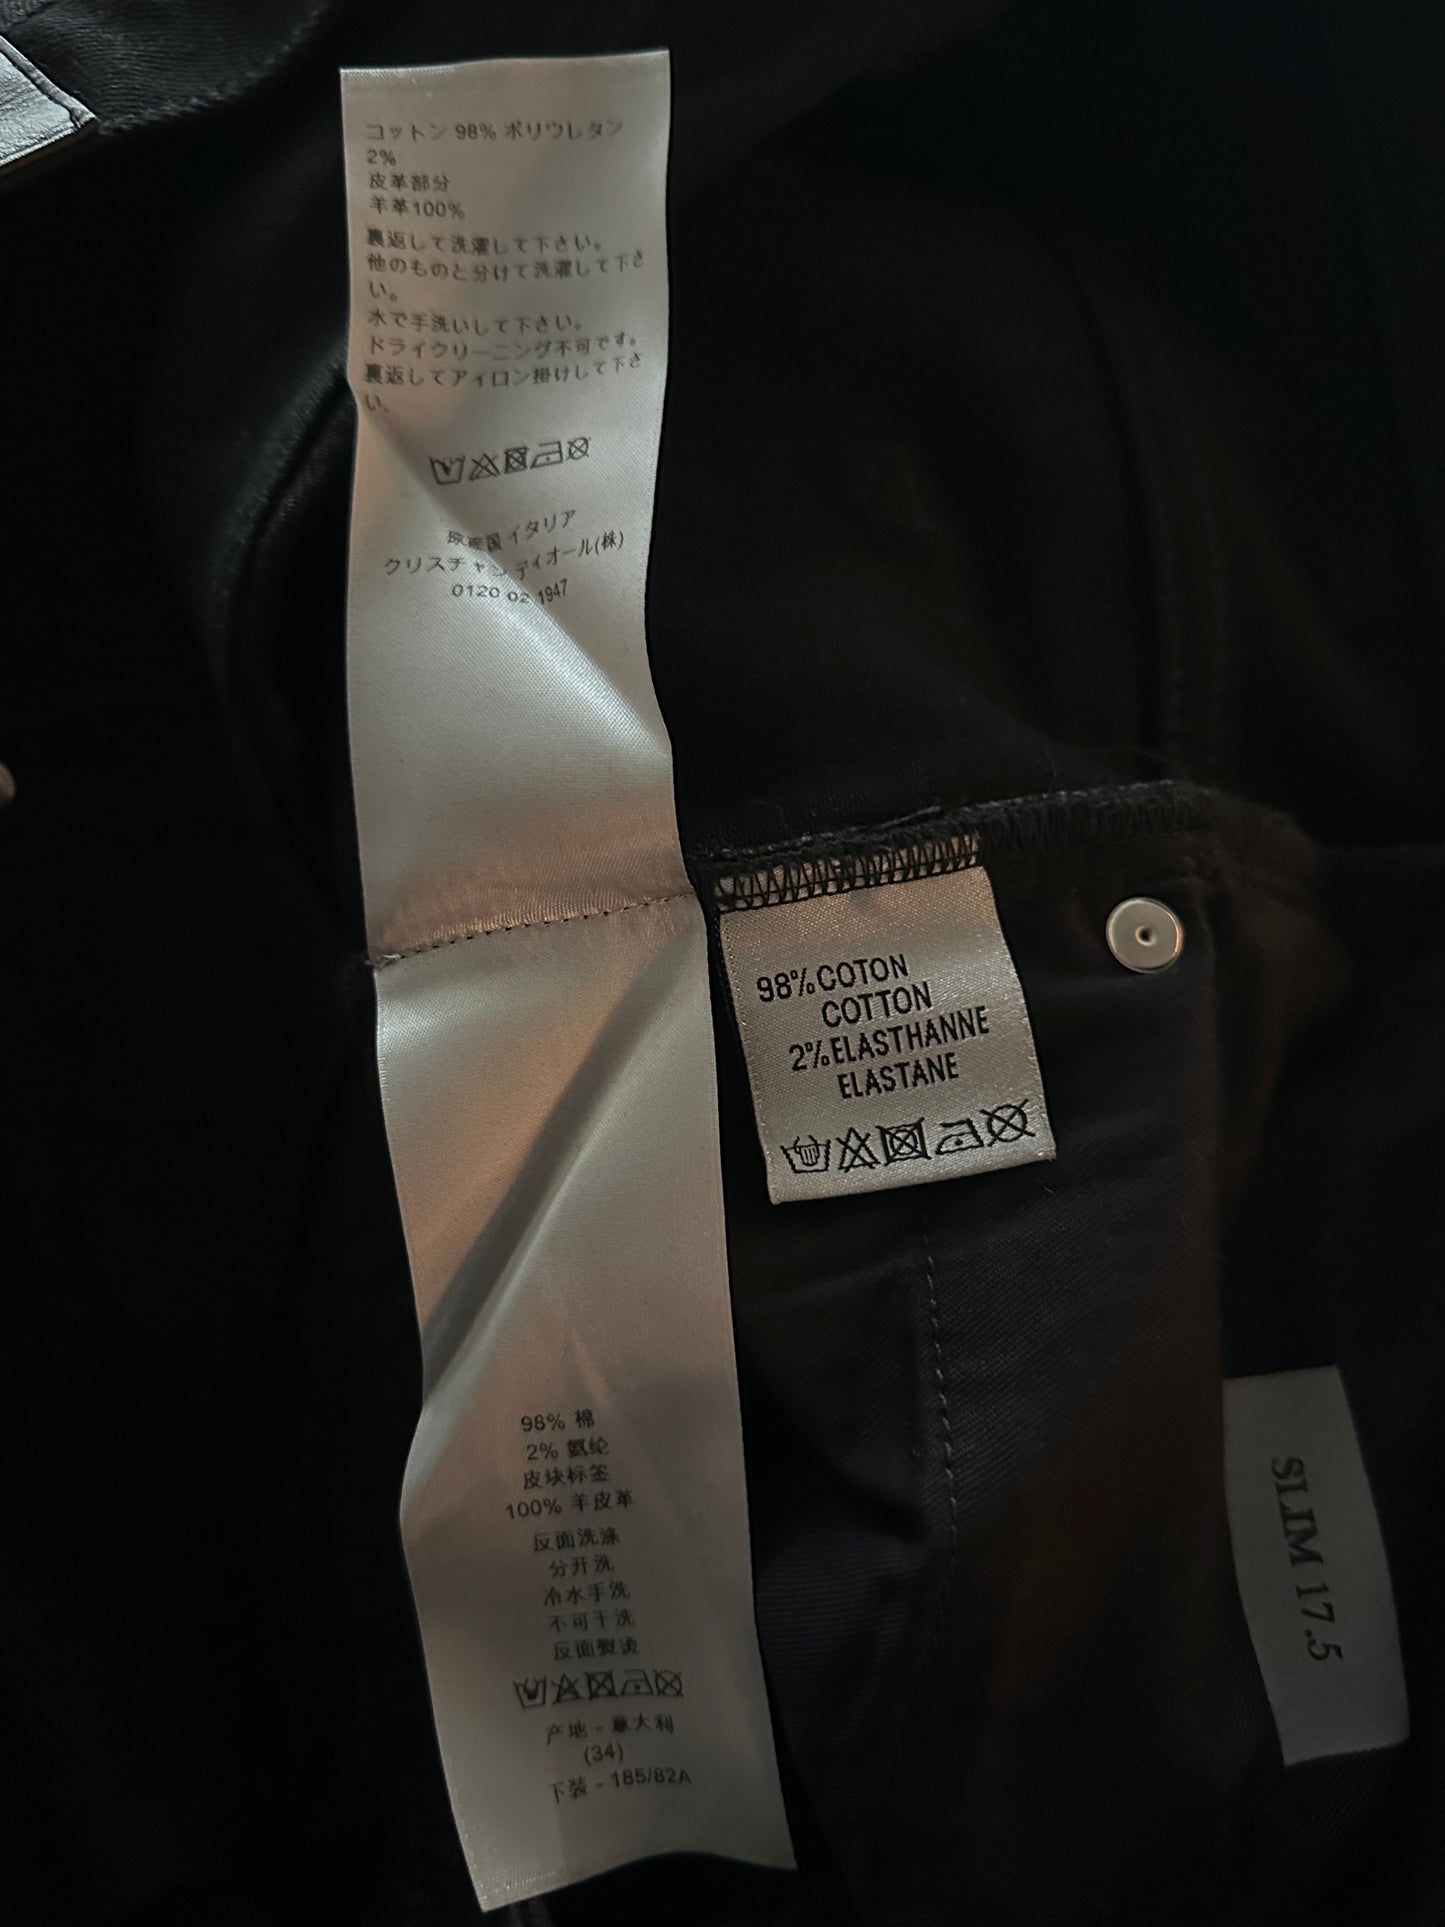 コットン 98% ポリウレタン
2%
皮革部分
羊革100%
裏返して洗濯して下さい。
他のものと分けて洗濯して下さ
い。
水で手洗いして下さい。
ドライクリーニング不可です。
裏返してアイロン掛けして下さ
い。
原産国 イタリア
クリスチャン ディオール(株)
0120 02 1947
98% COTON
COTTON
2% ELASTHANNE
ELASTANE
98% 棉
2% 氨纶
皮块标签
100% 羊皮革
反面洗涤
分开洗
冷水手洗
不可干洗
反面熨烫
产地 - 意大利
(34)
下装 - 185/82A
SLIM 17.5